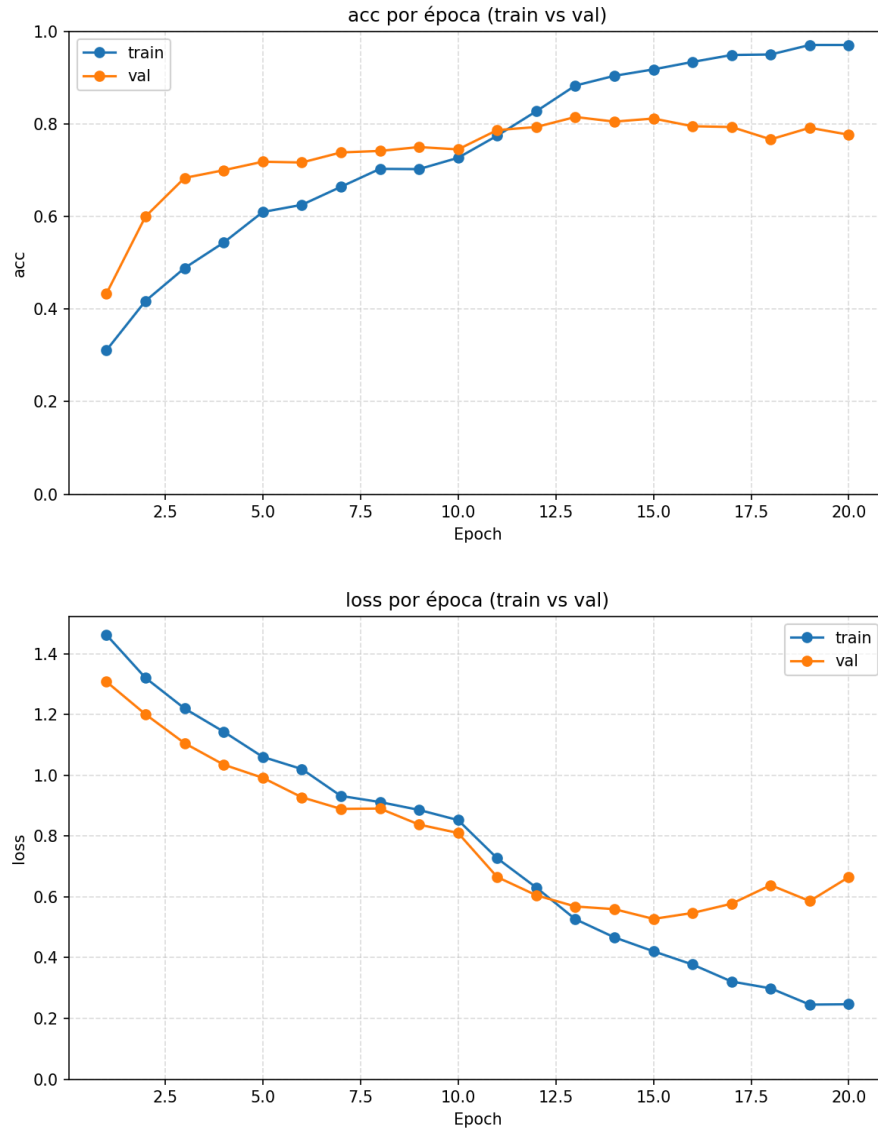 acc por época (train vs val)
1.0
train
val
0.8
0.6
acc
0.4
0.2
0.0
2.5 5.0 7.5 10.0 12.5 15.0 17.5 20.0
Epoch
loss por época (train vs val)
train
val
1.4
1.2
1.0
0.8
loss
0.6
0.4
0.2
0.0
2.5 5.0 7.5 10.0 12.5 15.0 17.5 20.0
Epoch